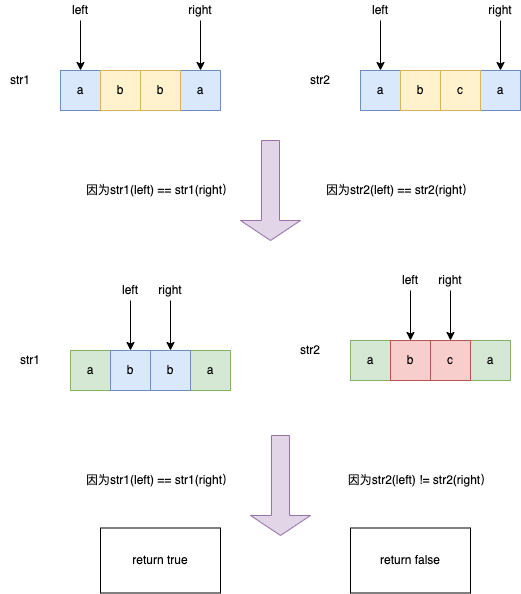 left right left right
str1 a b b a str2 a b c a
因为str1(left) == str1(right) 因为str2(left) == str2(right)
left right left right
str1 a b b a str2 a b c a
因为str1(left) == str1(right) 因为str2(left) != str2(right)
return true return false